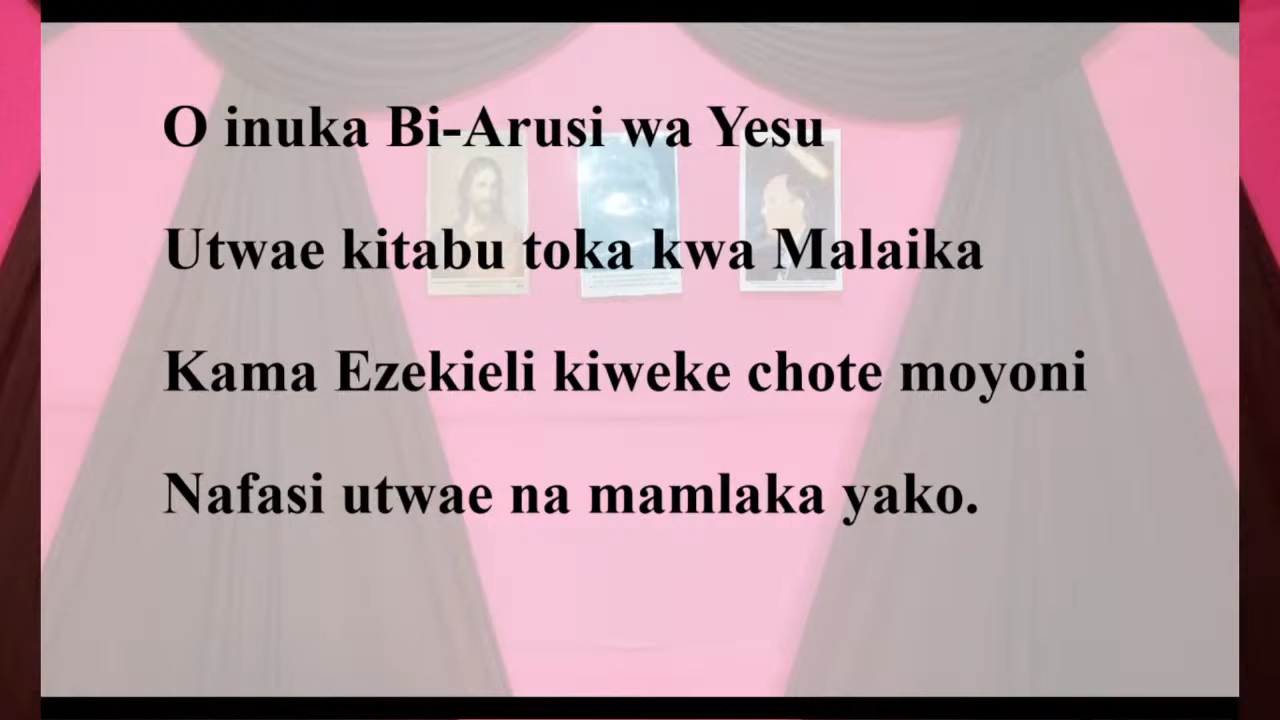 O inuka Bi-Arusi wa Yesu
Utwae kitabu toka kwa Malaika
Kama Ezekieli kiweke chote moyoni
Nafasi utwae na mamlaka yako.